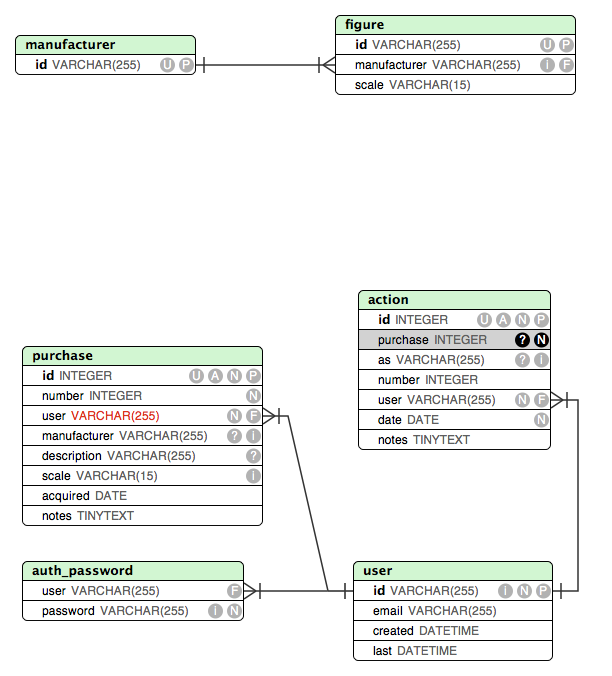 manufacturer
id VARCHAR(255) U P
figure
id VARCHAR(255) U P
manufacturer VARCHAR(255) i F
scale VARCHAR(15)
action
id INTEGER U A N P
purchase INTEGER ? N
as VARCHAR(255) ? i
number INTEGER
user VARCHAR(255) N F
date DATE N
notes TINYTEXT
purchase
id INTEGER U A N P
number INTEGER N
user VARCHAR(255) N F
manufacturer VARCHAR(255) ? i
description VARCHAR(255) ?
scale VARCHAR(15) i
acquired DATE
notes TINYTEXT
auth_password
user VARCHAR(255) F
password VARCHAR(255) i N
user
id VARCHAR(255) i N P
email VARCHAR(255)
created DATETIME
last DATETIME